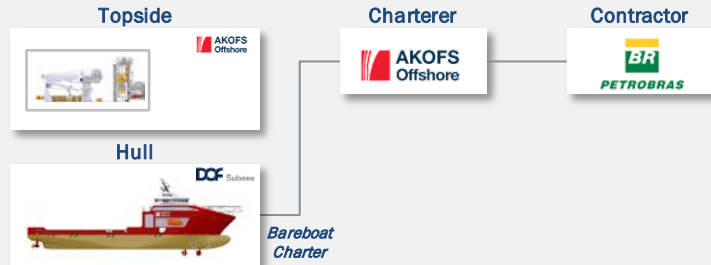 Topside
Charterer
Contractor
AKOFS
Offshore
AKOFS
Offshore
BR
PETROBRAS
Hull
DOF Subsea
Bareboat
Charter